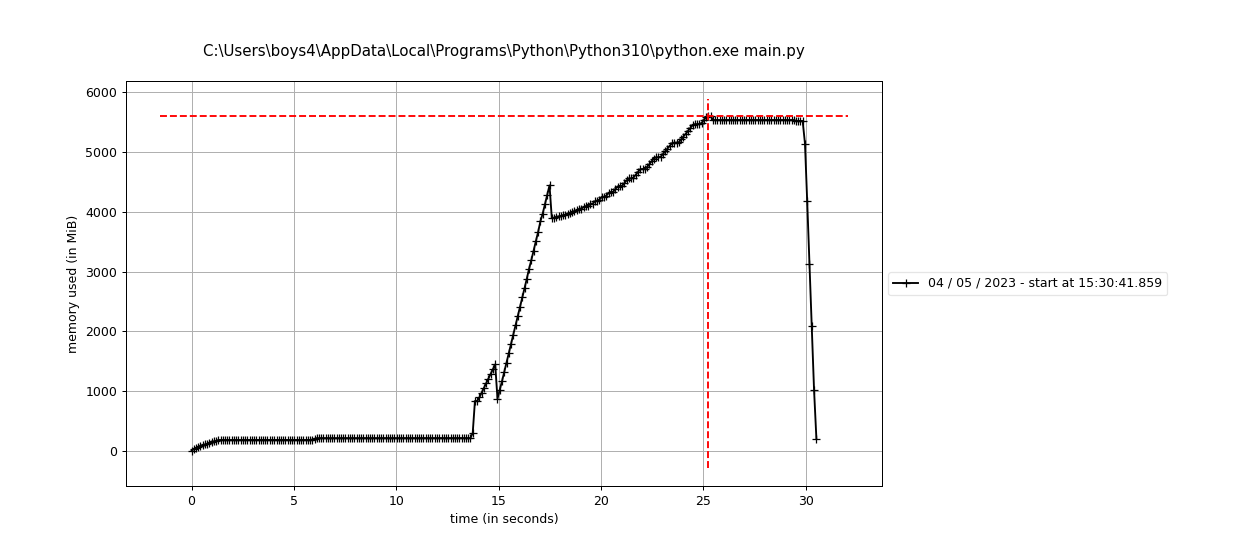 C:\Users\boys4\AppData\Local\Programs\Python\Python310\python.exe main.py
6000
5000
4000
3000
2000
1000
0
memory used (in MiB)
0 5 10 15 20 25 30
time (in seconds)
04 / 05 / 2023 - start at 15:30:41.859